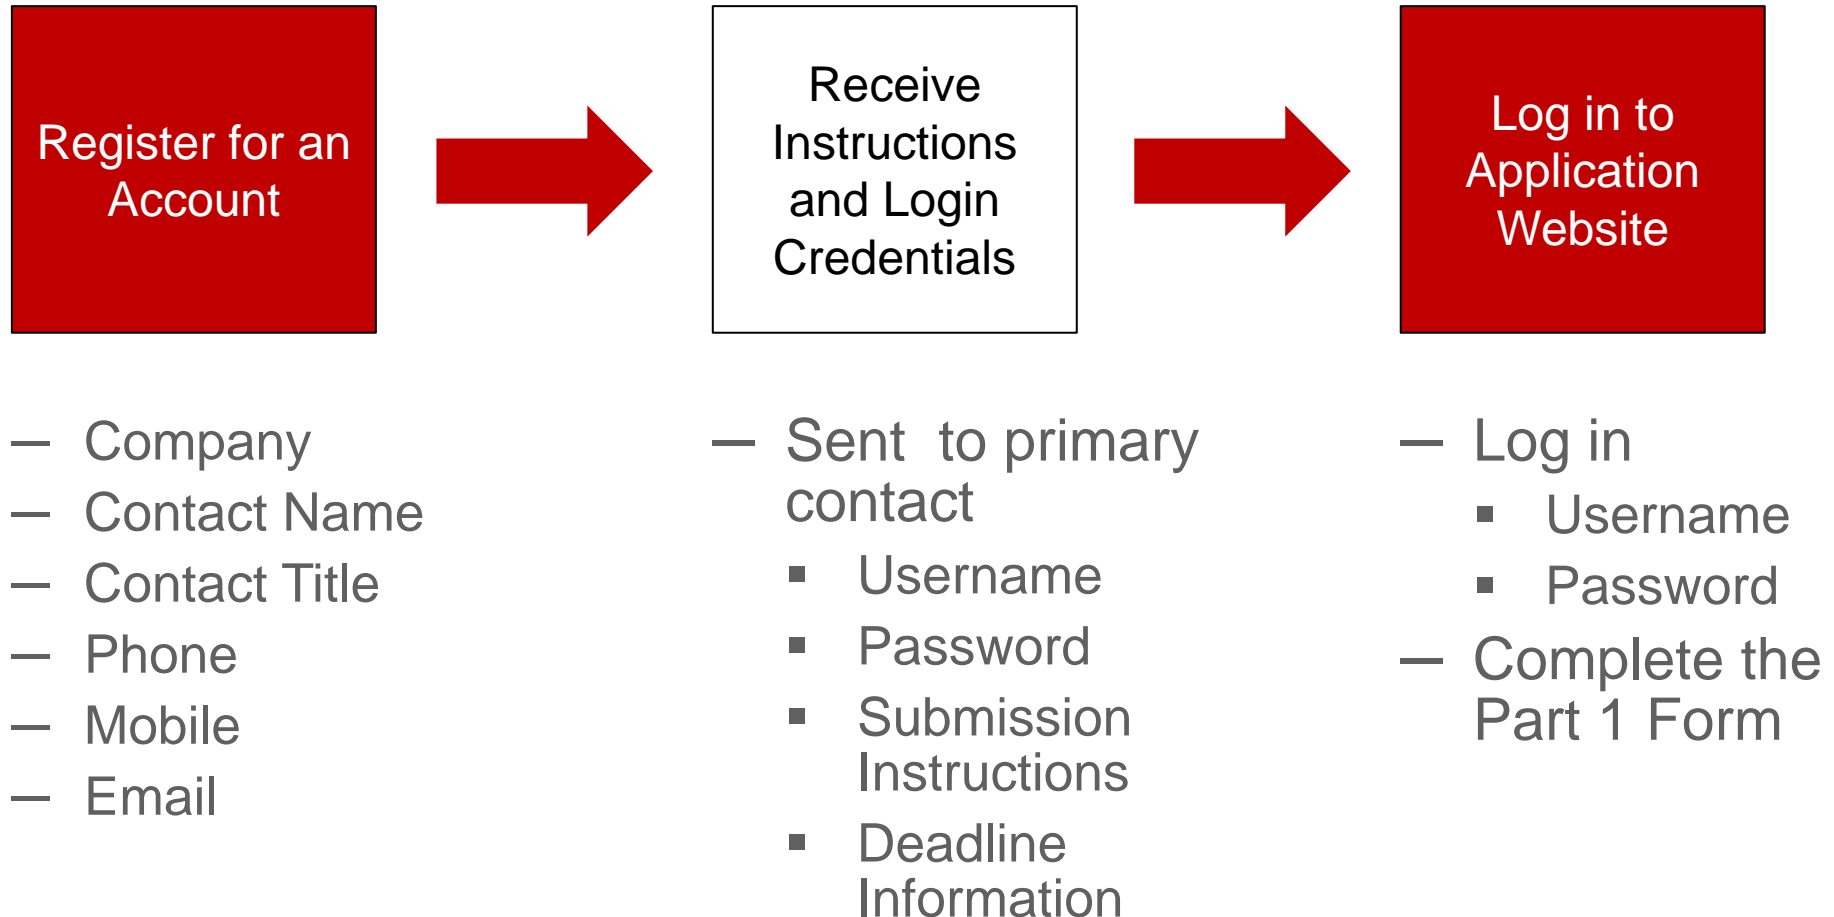 Register for an
Account
Receive
Instructions
and Login
Credentials
Log in to
Application
Website
— Company
— Contact Name
— Contact Title
— Phone
— Mobile
— Email
— Sent  to primary
contact
▪ Username
▪ Password
▪ Submission
Instructions
▪ Deadline
Information
— Log in
▪ Username
▪ Password
— Complete the
Part 1 Form